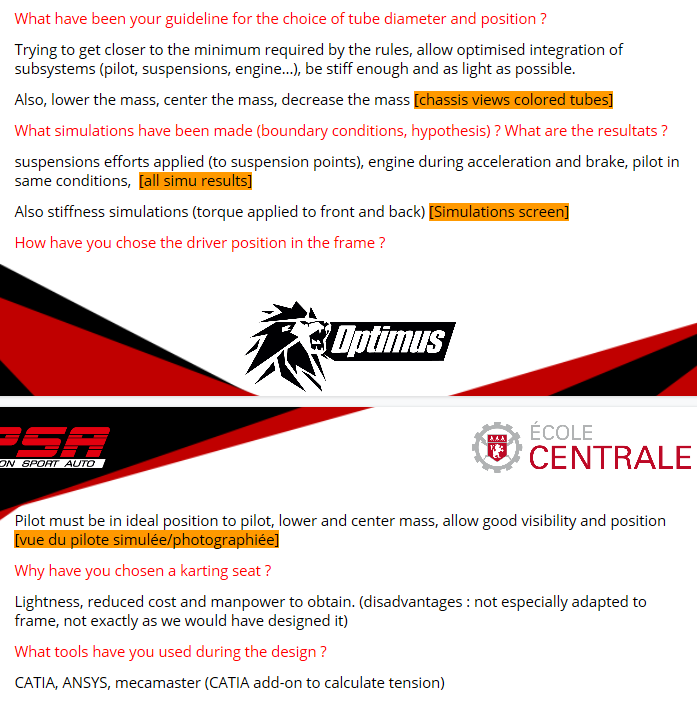 What have been your guideline for the choice of tube diameter and position ?
Trying to get closer to the minimum required by the rules, allow optimised integration of
subsystems (pilot, suspensions, engine...), be stiff enough and as light as possible.
Also, lower the mass, center the mass, decrease the mass [chassis views colored tubes]
What simulations have been made (boundary conditions, hypothesis) ? What are the resultats ?
suspensions efforts applied (to suspension points), engine during acceleration and brake, pilot in
same conditions,  [all simu results]
Also stiffness simulations (torque applied to front and back) [Simulations screen]
How have you chose the driver position in the frame ?
Optimus
PSA
ON SPORT AUTO
ÉCOLE
CENTRALE
Pilot must be in ideal position to pilot, lower and center mass, allow good visibility and position
[vue du pilote simulée/photographiée]
Why have you chosen a karting seat ?
Lightness, reduced cost and manpower to obtain. (disadvantages : not especially adapted to
frame, not exactly as we would have designed it)
What tools have you used during the design ?
CATIA, ANSYS, mecamaster (CATIA add-on to calculate tension)